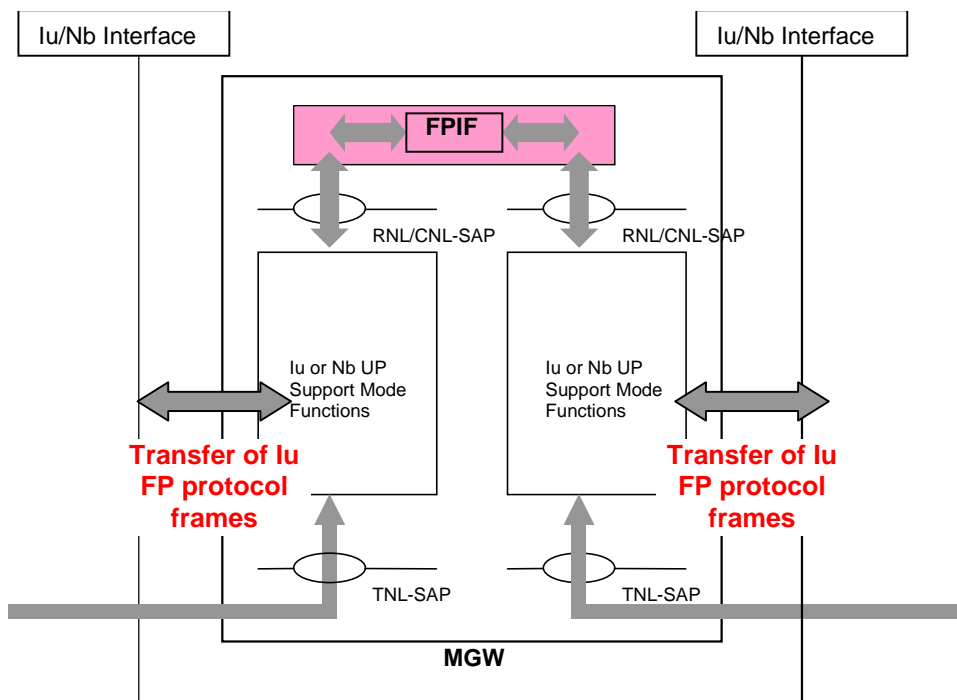 Iu/Nb Interface
Iu/Nb Interface
FPIF
RNL/CNL-SAP
RNL/CNL-SAP
Iu or Nb UP
Support Mode
Functions
Iu or Nb UP
Support Mode
Functions
Transfer of Iu
FP protocol
frames
Transfer of Iu
FP protocol
frames
TNL-SAP
TNL-SAP
MGW